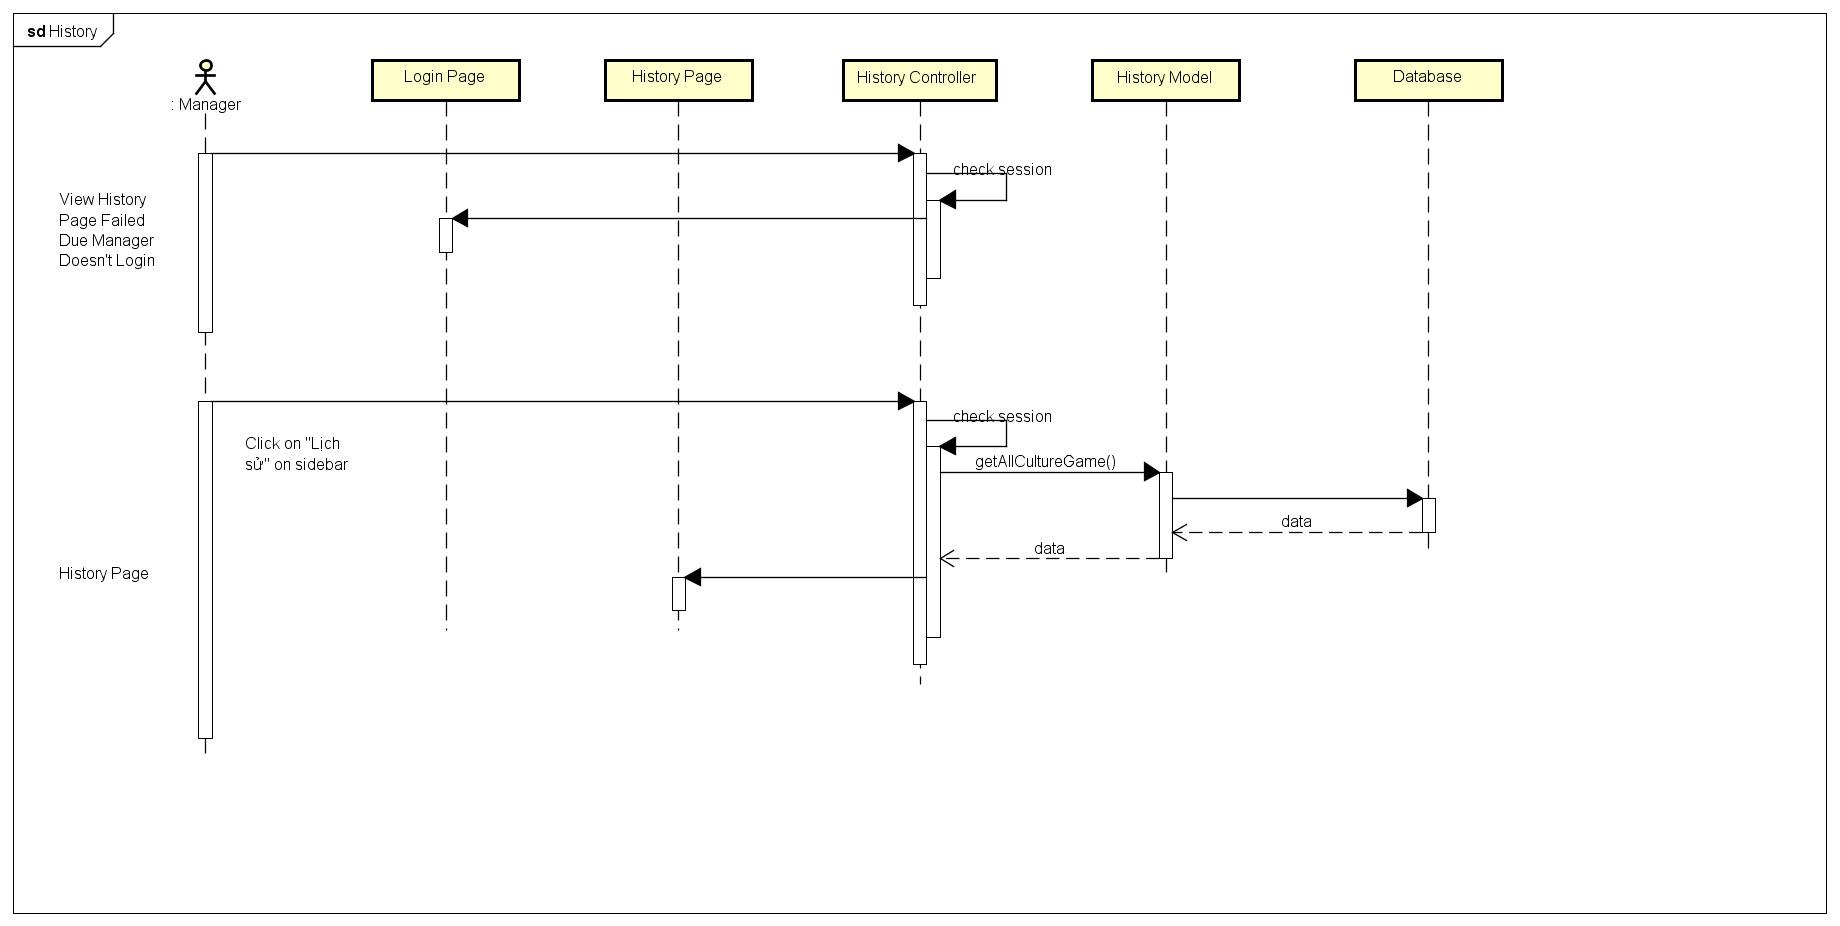 sd History
: Manager
Login Page
History Page
History Controller
History Model
Database
check session
View History
Page Failed
Due Manager
Doesn't Login
check session
Click on "Lịch
sử" on sidebar
getAllCultureGame()
data
data
History Page